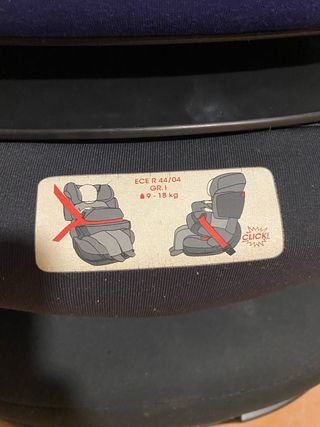 ECE R 44/04
GR. I
9 - 18 kg
CLICK!